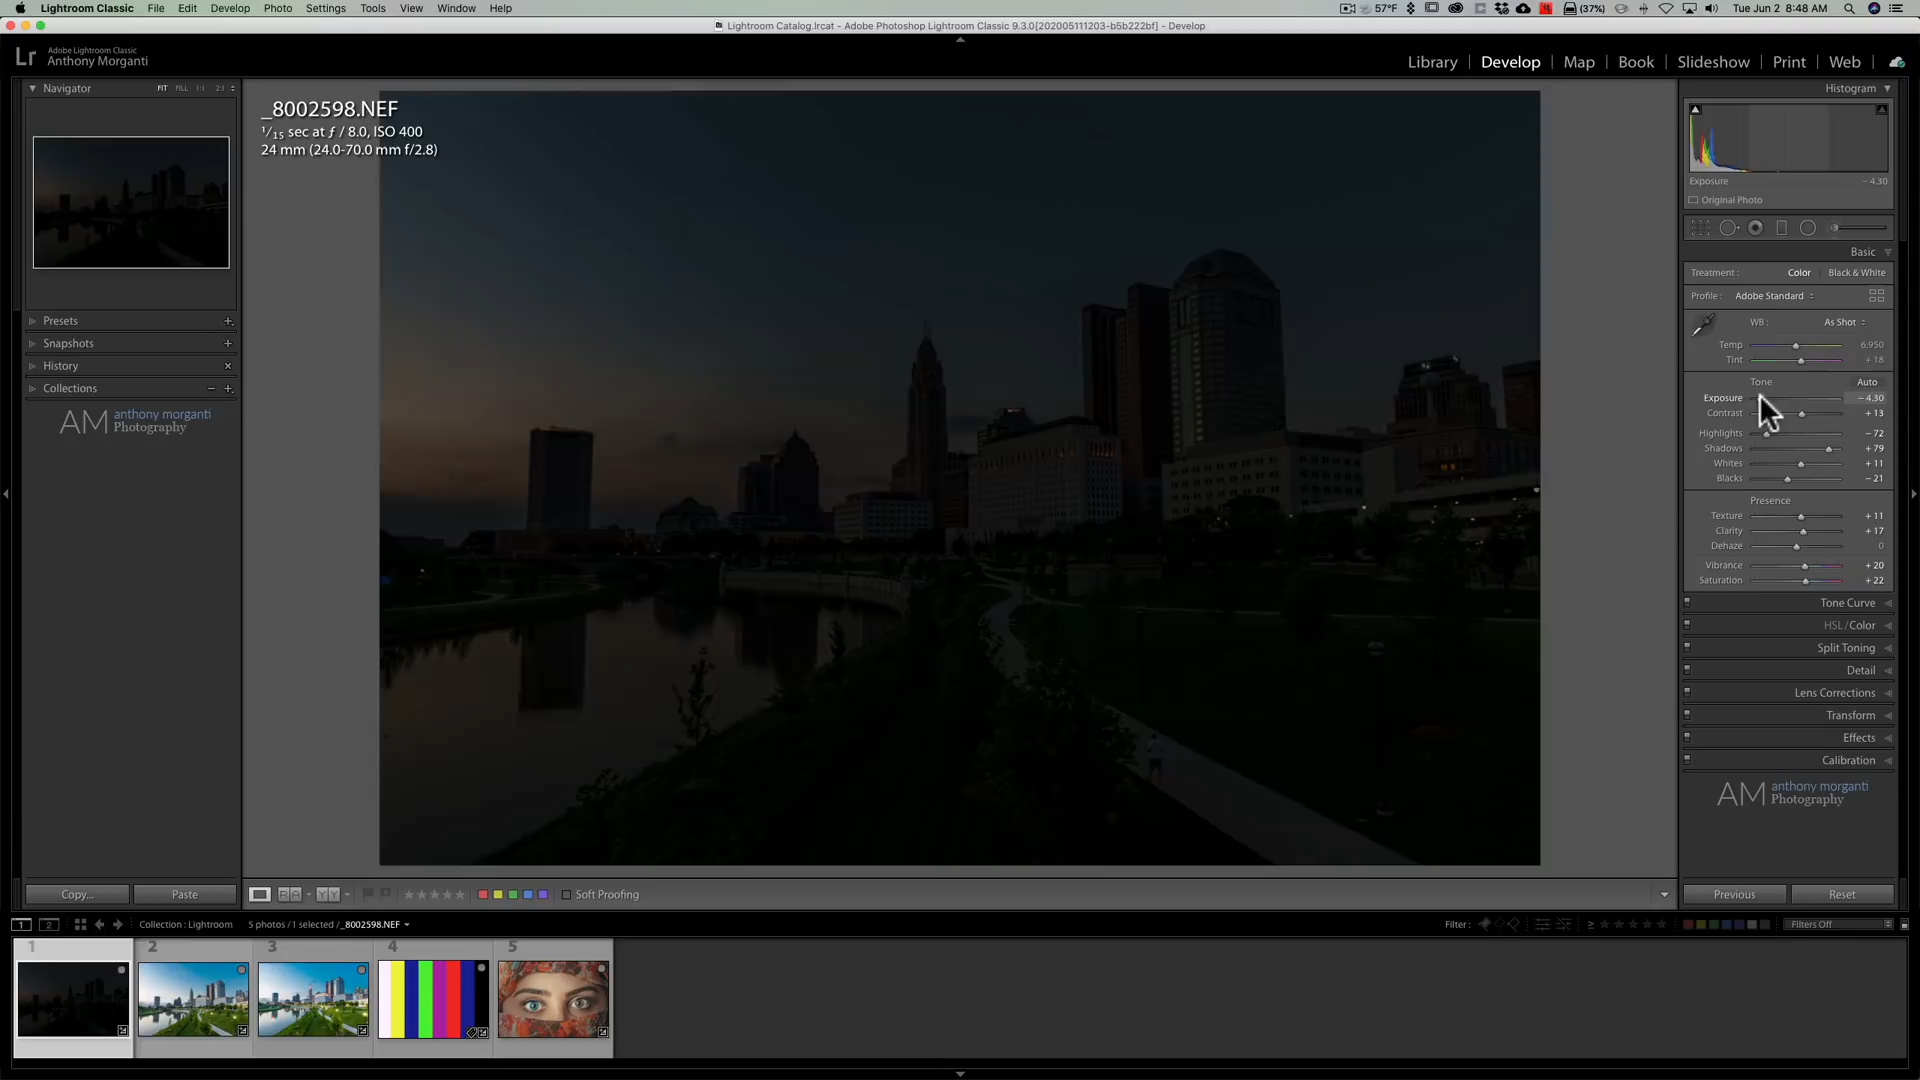 Lightroom Classic File Edit Develop Photo Settings Tools View Window Help
57°F (37%) Tue Jun 2 8:48 AM
Lightroom Catalog.lrcat - Adobe Photoshop Lightroom Classic 9.3.0[202005111203-b5b222bf] - Develop
Lr Adobe Lightroom Classic
Anthony Morganti
Library | Develop | Map | Book | Slideshow | Print | Web
Navigator FIT FILL 1:1 2:1
Presets
Snapshots
History
Collections
AM anthony morganti
Photography
_8002598.NEF
1/15 sec at ƒ / 8.0, ISO 400
24 mm (24.0-70.0 mm f/2.8)
Histogram
Exposure - 4.30
Original Photo
Basic
Treatment : Color | Black & White
Profile : Adobe Standard
WB : As Shot
Temp 6,950
Tint + 18
Tone Auto
Exposure - 4.30
Contrast + 13
Highlights - 72
Shadows + 79
Whites + 11
Blacks - 21
Presence
Texture + 11
Clarity + 17
Dehaze 0
Vibrance + 20
Saturation + 22
Tone Curve
HSL / Color
Split Toning
Detail
Lens Corrections
Transform
Effects
Calibration
AM anthony morganti
Photography
Copy... Paste
Soft Proofing
Previous Reset
1 2 Collection : Lightroom 5 photos / 1 selected / _8002598.NEF
Filter : Filters Off
1 2 3 4 5